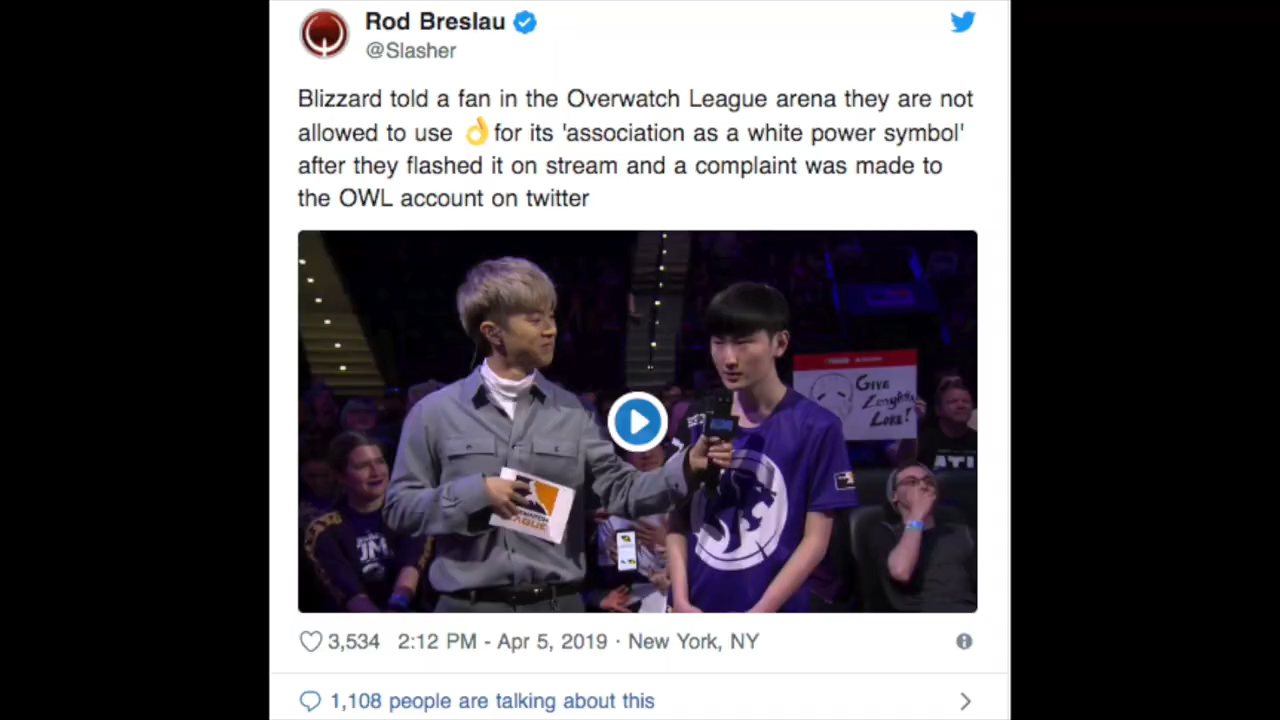 Rod Breslau
@Slasher
Blizzard told a fan in the Overwatch League arena they are not
allowed to use 👌 for its 'association as a white power symbol'
after they flashed it on stream and a complaint was made to
the OWL account on twitter
GIVE
LORE!
ATL
LEAGUE
3,534 2:12 PM - Apr 5, 2019 · New York, NY
1,108 people are talking about this